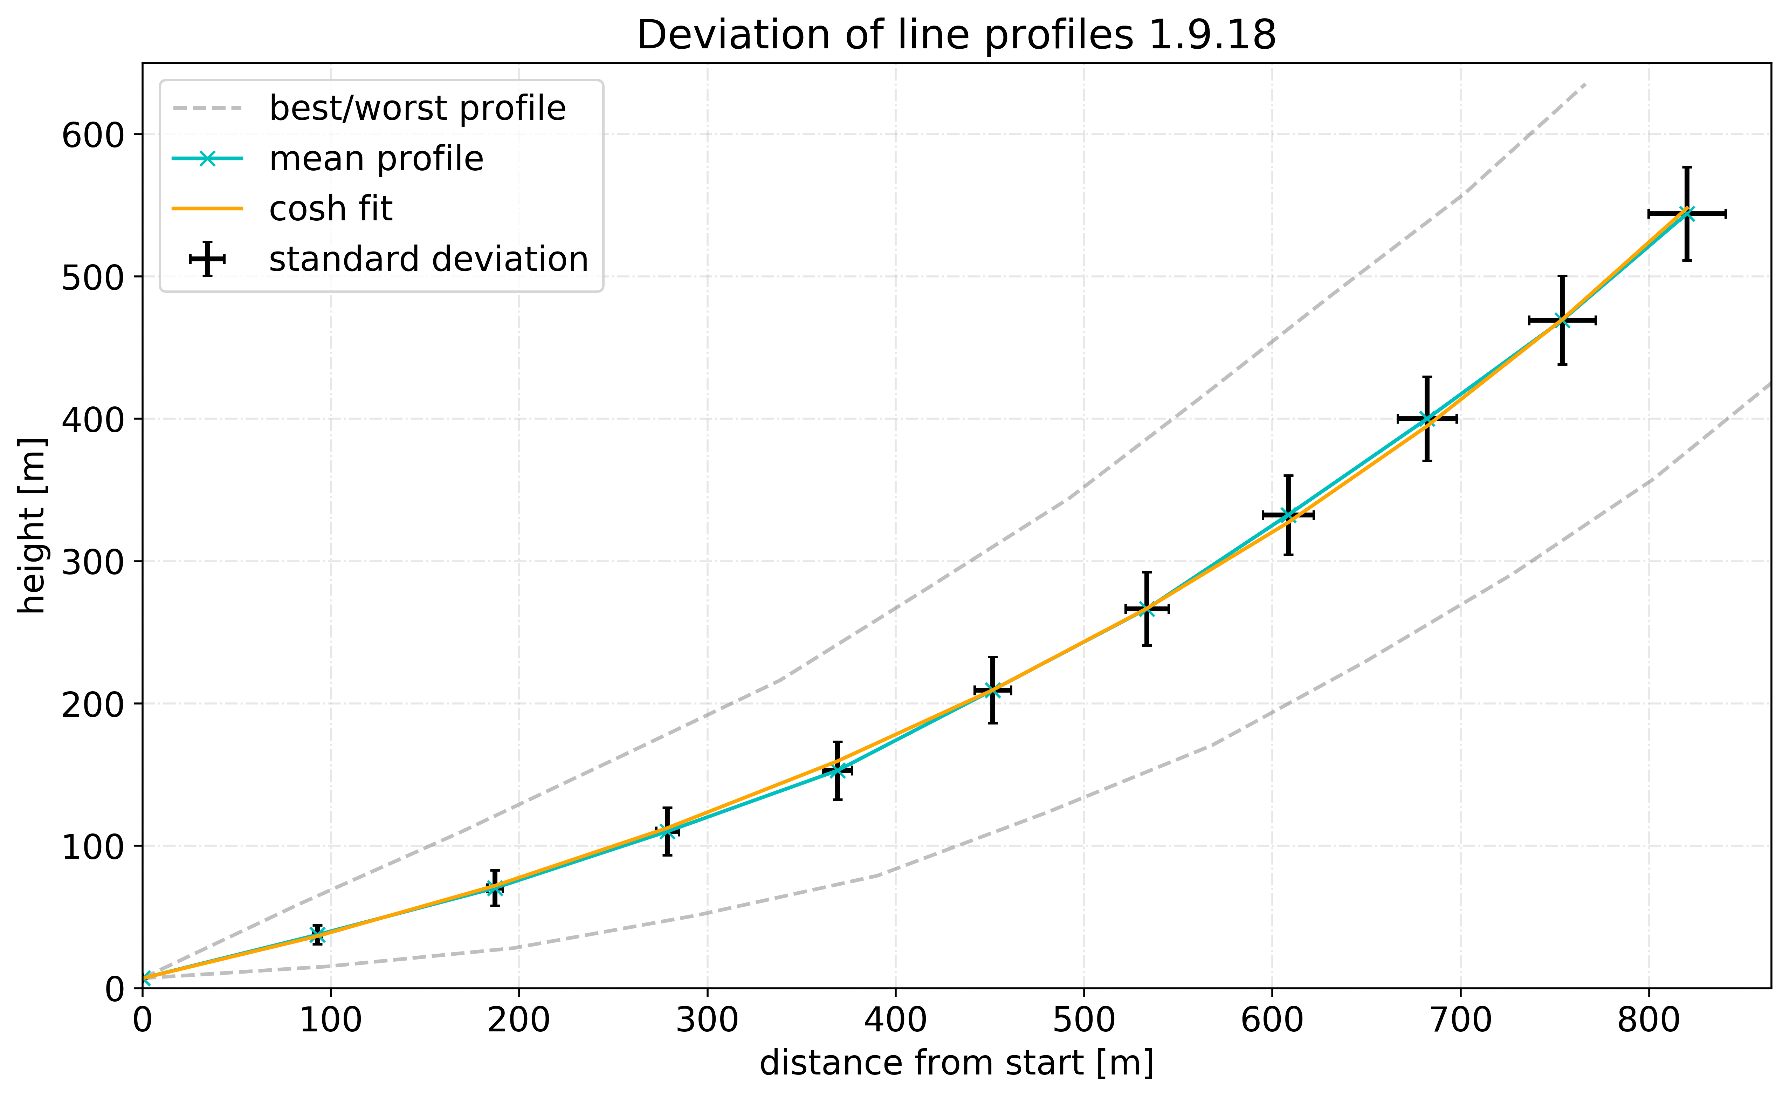 Deviation of line profiles 1.9.18
best/worst profile
mean profile
cosh fit
standard deviation
height [m]
600
500
400
300
200
100
0
0 100 200 300 400 500 600 700 800
distance from start [m]